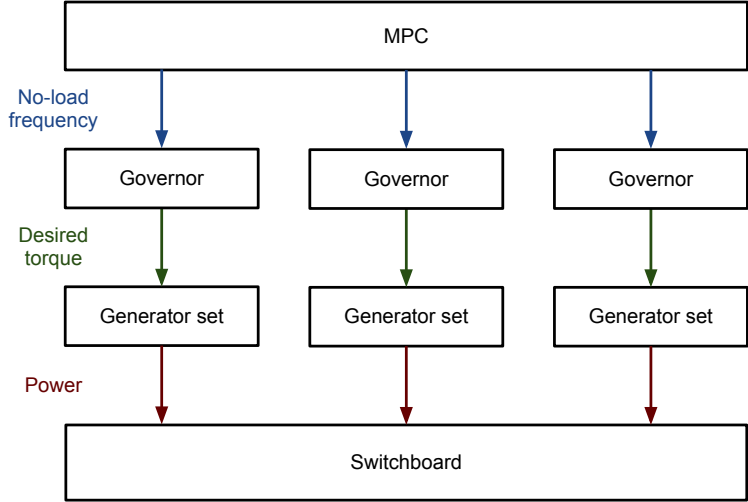 MPC
No-load
frequency
Governor
Governor
Governor
Desired
torque
Generator set
Generator set
Generator set
Power
Switchboard